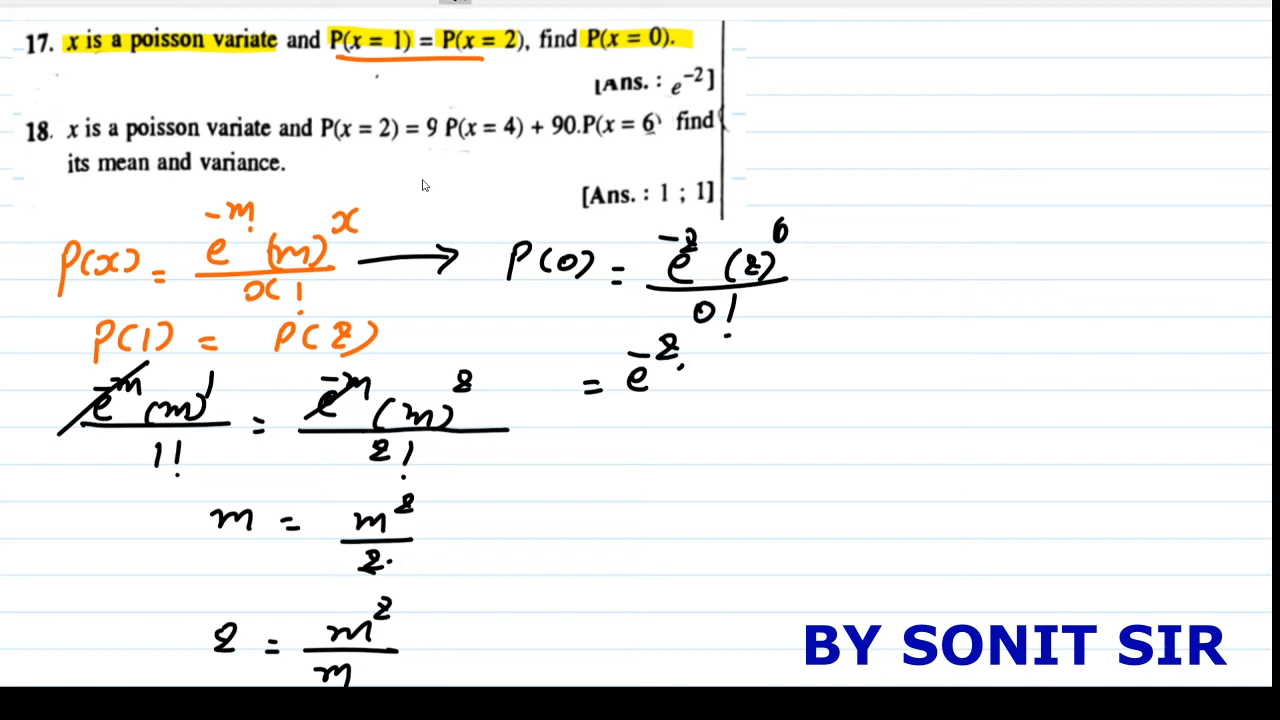 17. x is a poisson variate and P(x = 1) = P(x = 2), find P(x = 0).
[Ans. : e⁻²]
18. x is a poisson variate and P(x = 2) = 9 P(x = 4) + 90.P(x = 6) find
its mean and variance.
[Ans. : 1 ; 1]
P(x) = e^-m (m)^x / x! → P(0) = e^-2 (2)^0 / 0!
P(1) = P(2)
= e^-2.
e^-m (m)^1 / 1! = e^-m (m)^2 / 2!
m = m^2 / 2.
2 = m^2 / m
BY SONIT SIR